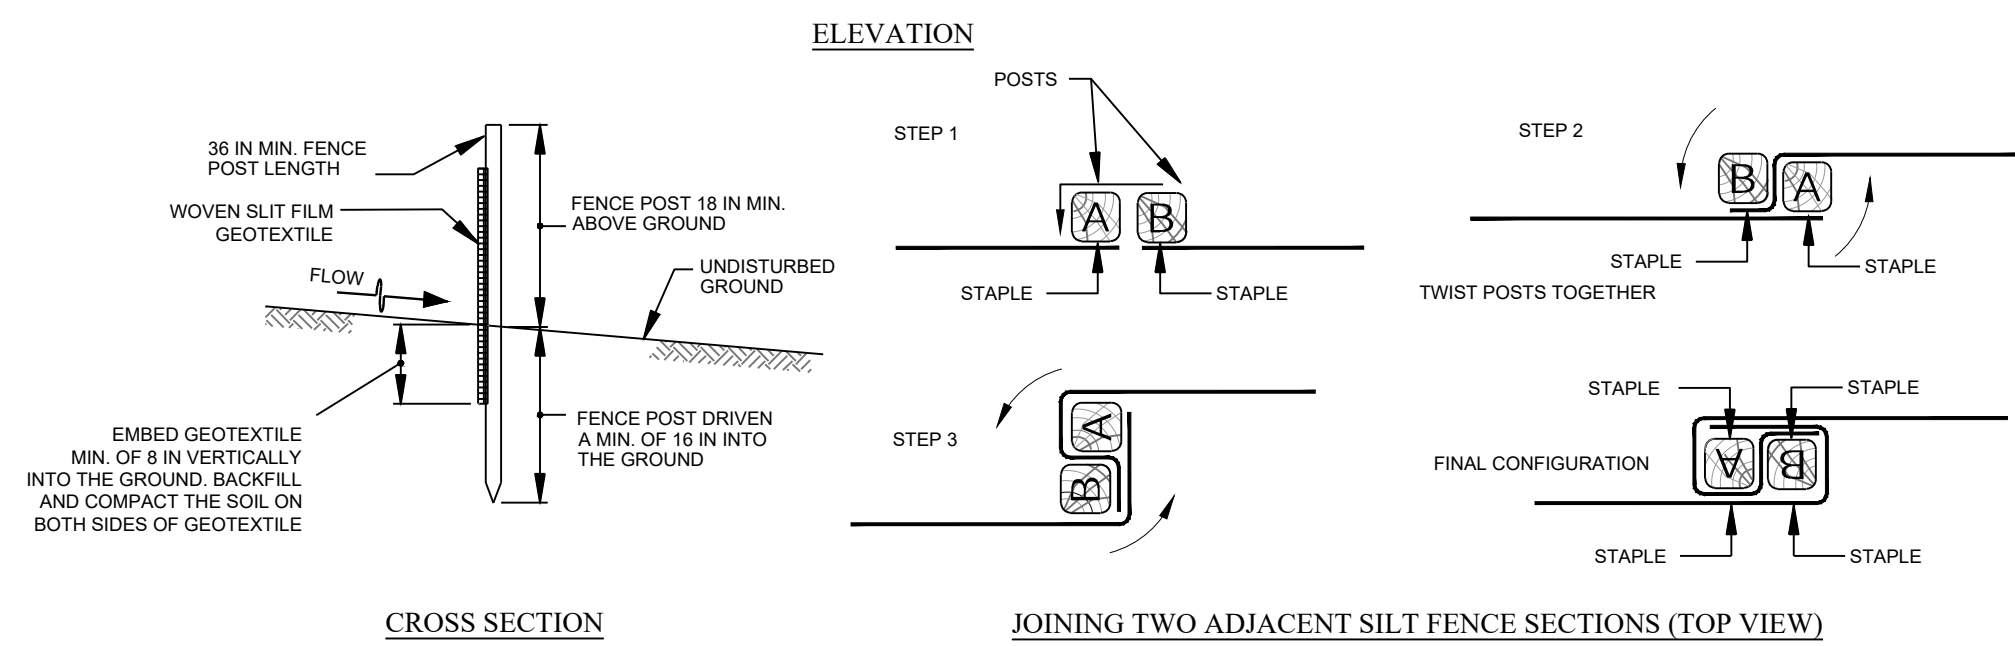 ELEVATION
36 IN MIN. FENCE
POST LENGTH
WOVEN SLIT FILM
GEOTEXTILE
FLOW
FENCE POST 18 IN MIN.
ABOVE GROUND
UNDISTURBED
GROUND
EMBED GEOTEXTILE
MIN. OF 8 IN VERTICALLY
INTO THE GROUND. BACKFILL
AND COMPACT THE SOIL ON
BOTH SIDES OF GEOTEXTILE
FENCE POST DRIVEN
A MIN. OF 16 IN INTO
THE GROUND
CROSS SECTION
POSTS
STEP 1
A B
STAPLE STAPLE
STEP 2
B A
STAPLE STAPLE
TWIST POSTS TOGETHER
STEP 3
A
B
STAPLE STAPLE
FINAL CONFIGURATION
A B
STAPLE STAPLE
JOINING TWO ADJACENT SILT FENCE SECTIONS (TOP VIEW)